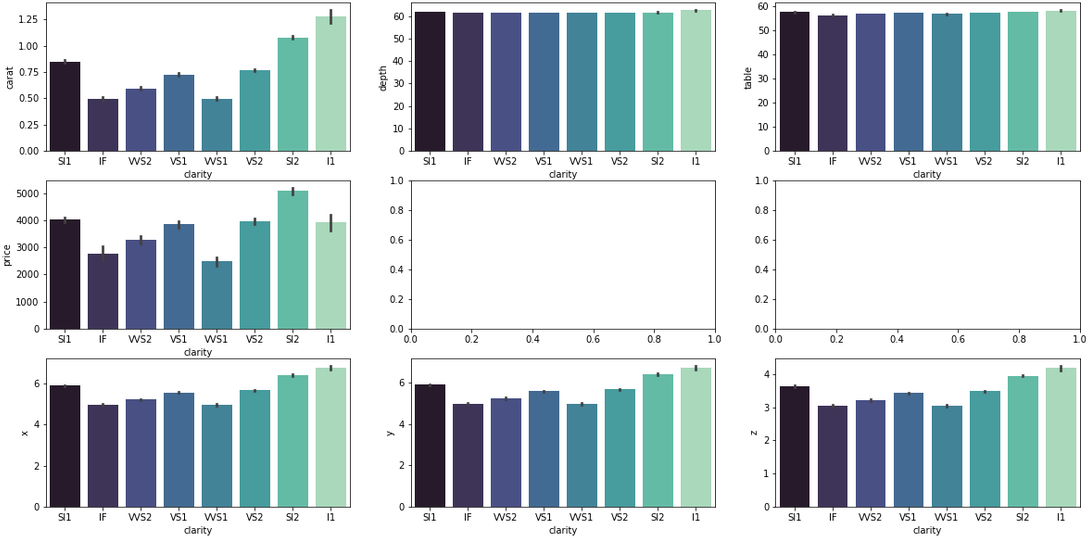 carat
1.25
1.00
0.75
0.50
0.25
0.00
SI1 IF VVS2 VS1 VVS1 VS2 SI2 I1
clarity
depth
60
50
40
30
20
10
0
SI1 IF VVS2 VS1 VVS1 VS2 SI2 I1
clarity
table
60
50
40
30
20
10
0
SI1 IF VVS2 VS1 VVS1 VS2 SI2 I1
clarity
price
5000
4000
3000
2000
1000
0
SI1 IF VVS2 VS1 VVS1 VS2 SI2 I1
clarity
1.0
0.8
0.6
0.4
0.2
0.0
0.0 0.2 0.4 0.6 0.8 1.0
1.0
0.8
0.6
0.4
0.2
0.0
0.0 0.2 0.4 0.6 0.8 1.0
x
6
4
2
0
SI1 IF VVS2 VS1 VVS1 VS2 SI2 I1
clarity
y
6
4
2
0
SI1 IF VVS2 VS1 VVS1 VS2 SI2 I1
clarity
z
4
3
2
1
0
SI1 IF VVS2 VS1 VVS1 VS2 SI2 I1
clarity